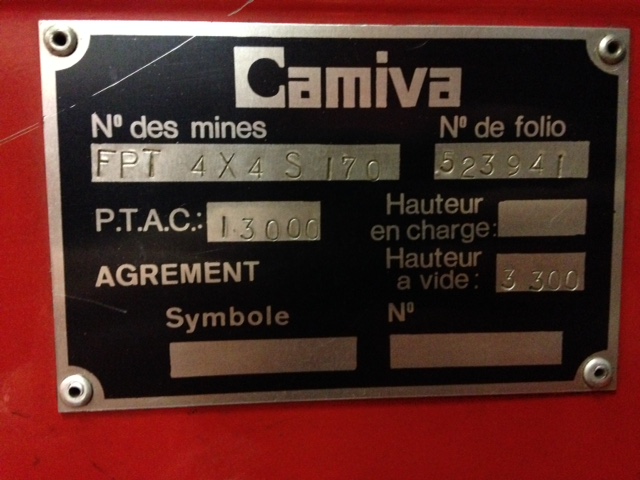 Camiva
Nº des mines Nº de folio
FPT 4X4 S 170 523941
P.T.A.C.: 13000 Hauteur en charge:
AGREMENT Hauteur a vide: 3 300
Symbole Nº